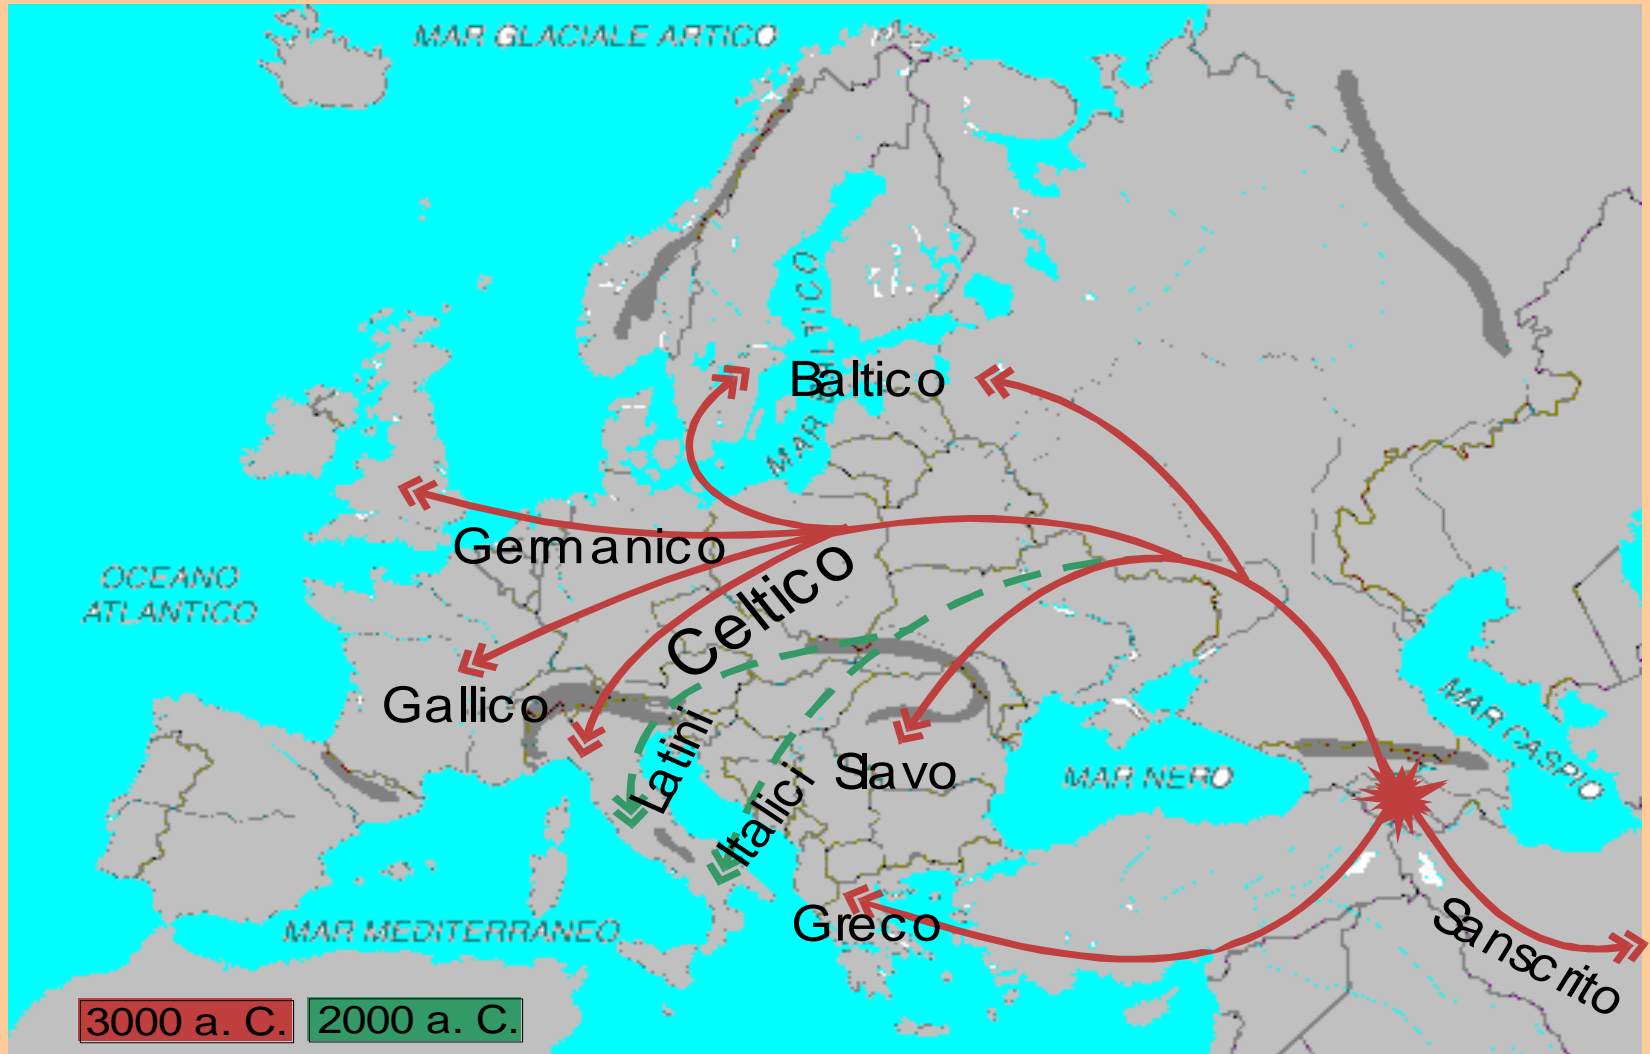 MAR GLACIALE ARTICO
MAR BALTICO
Baltico
Germanico
OCEANO
ATLANTICO
Celtico
Gallico
Latini
Italici
Slavo
MAR NERO
MAR CASPIO
Greco
Sanscrito
MAR MEDITERRANEO
3000 a. C.
2000 a. C.